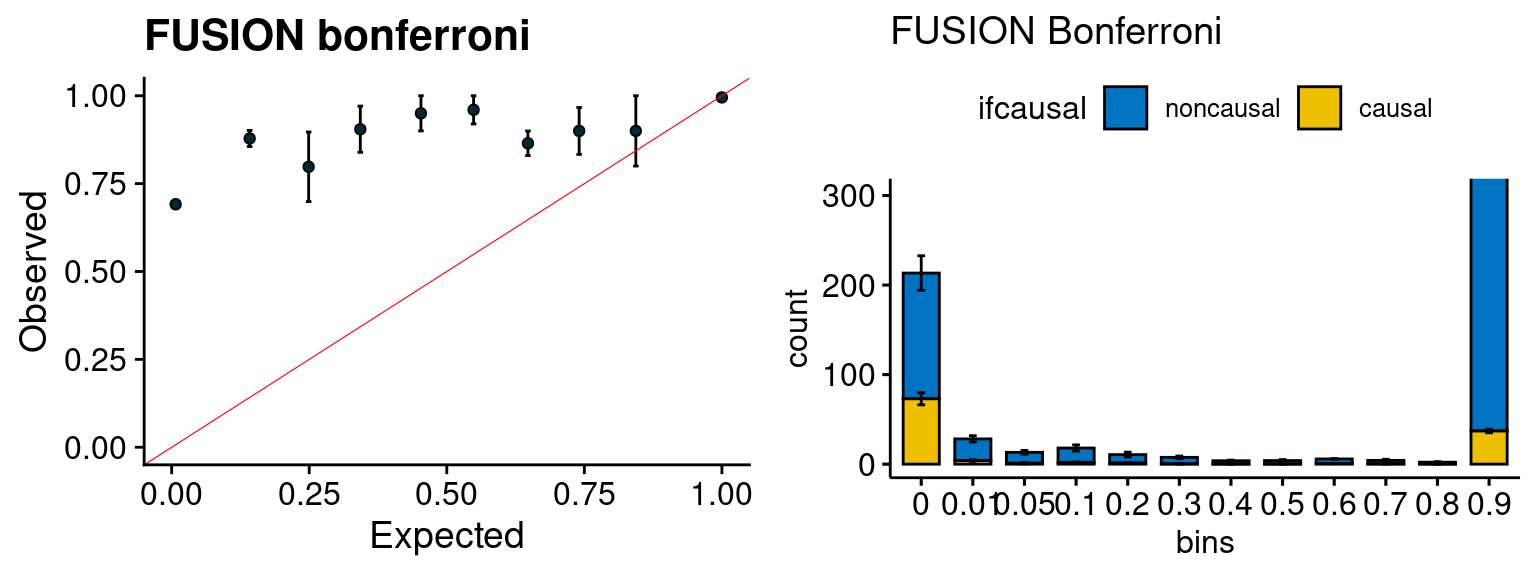 FUSION bonferroni
1.00
0.75
0.50
0.25
0.00
Observed
0.00 0.25 0.50 0.75 1.00
Expected
FUSION Bonferroni
ifcausal noncausal causal
300
200
100
0
count
0 0.01 0.05 0.1 0.2 0.3 0.4 0.5 0.6 0.7 0.8 0.9
bins